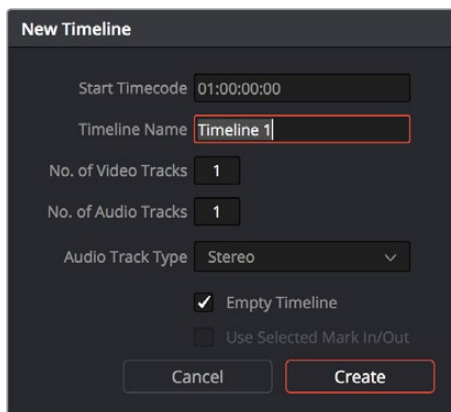 New Timeline
Start Timecode 01:00:00:00
Timeline Name Timeline 1
No. of Video Tracks 1
No. of Audio Tracks 1
Audio Track Type Stereo
Empty Timeline
Use Selected Mark In/Out
Cancel Create